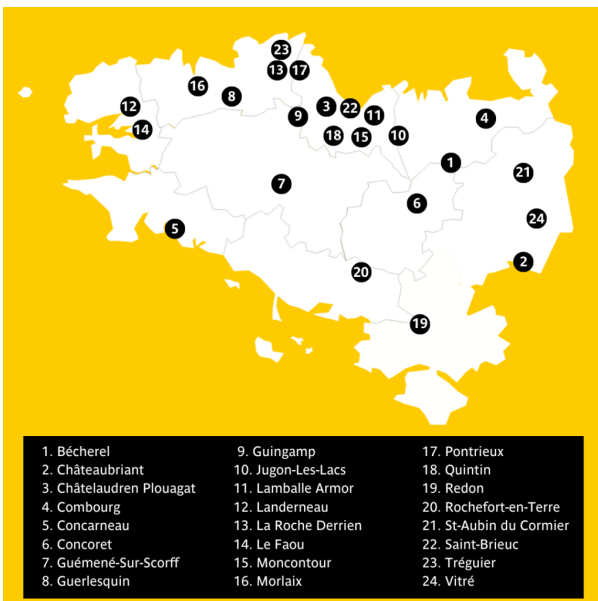 23
13
17
16
8
12
3
22
9
11
4
14
18
15
10
1
21
7
6
24
5
2
20
19
1. Bécherel
2. Châteaubriant
3. Châtelaudren Plouagat
4. Combourg
5. Concarneau
6. Concoret
7. Guémené-Sur-Scorff
8. Guerlesquin
9. Guingamp
10. Jugon-Les-Lacs
11. Lamballe Armor
12. Landerneau
13. La Roche Derrien
14. Le Faou
15. Moncontour
16. Morlaix
17. Pontrieux
18. Quintin
19. Redon
20. Rochefort-en-Terre
21. St-Aubin du Cormier
22. Saint-Brieuc
23. Tréguier
24. Vitré